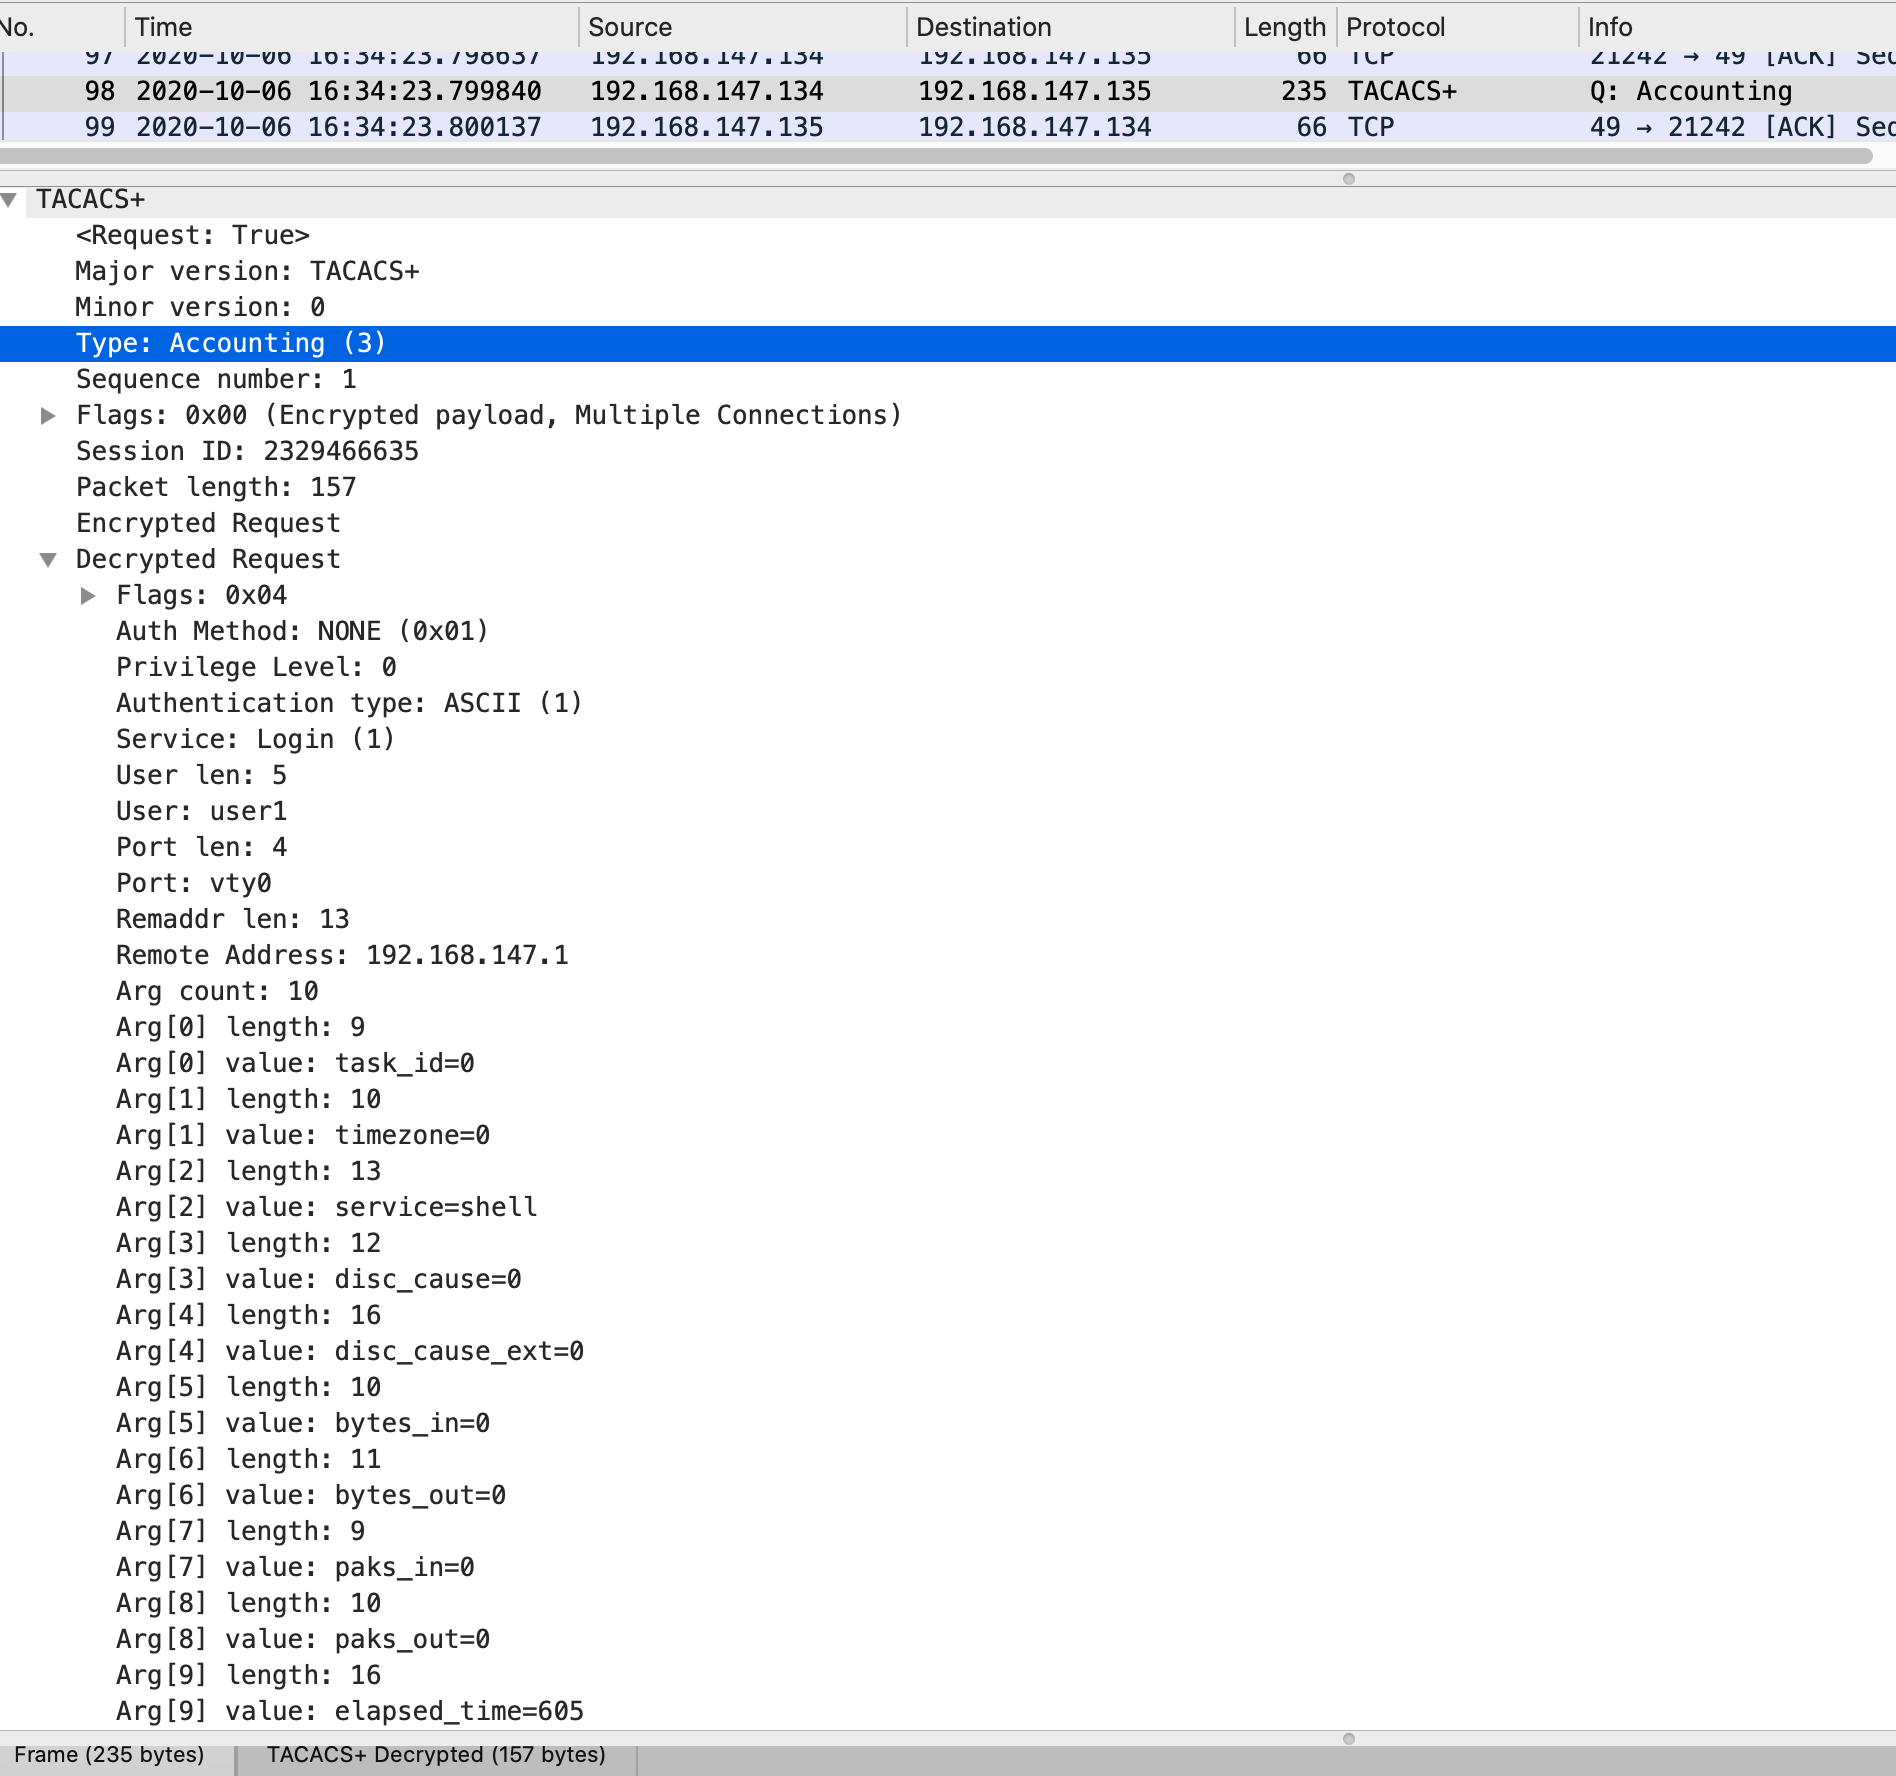 No. Time Source Destination Length Protocol Info
97 2020-10-06 16:34:23.798637 192.168.147.134 192.168.147.135 66 TCP 21242 → 49 [ACK] Sec
98 2020-10-06 16:34:23.799840 192.168.147.134 192.168.147.135 235 TACACS+ Q: Accounting
99 2020-10-06 16:34:23.800137 192.168.147.135 192.168.147.134 66 TCP 49 → 21242 [ACK] Sec
TACACS+
<Request: True>
Major version: TACACS+
Minor version: 0
Type: Accounting (3)
Sequence number: 1
Flags: 0x00 (Encrypted payload, Multiple Connections)
Session ID: 2329466635
Packet length: 157
Encrypted Request
Decrypted Request
Flags: 0x04
Auth Method: NONE (0x01)
Privilege Level: 0
Authentication type: ASCII (1)
Service: Login (1)
User len: 5
User: user1
Port len: 4
Port: vty0
Remaddr len: 13
Remote Address: 192.168.147.1
Arg count: 10
Arg[0] length: 9
Arg[0] value: task_id=0
Arg[1] length: 10
Arg[1] value: timezone=0
Arg[2] length: 13
Arg[2] value: service=shell
Arg[3] length: 12
Arg[3] value: disc_cause=0
Arg[4] length: 16
Arg[4] value: disc_cause_ext=0
Arg[5] length: 10
Arg[5] value: bytes_in=0
Arg[6] length: 11
Arg[6] value: bytes_out=0
Arg[7] length: 9
Arg[7] value: paks_in=0
Arg[8] length: 10
Arg[8] value: paks_out=0
Arg[9] length: 16
Arg[9] value: elapsed_time=605
Frame (235 bytes) TACACS+ Decrypted (157 bytes)